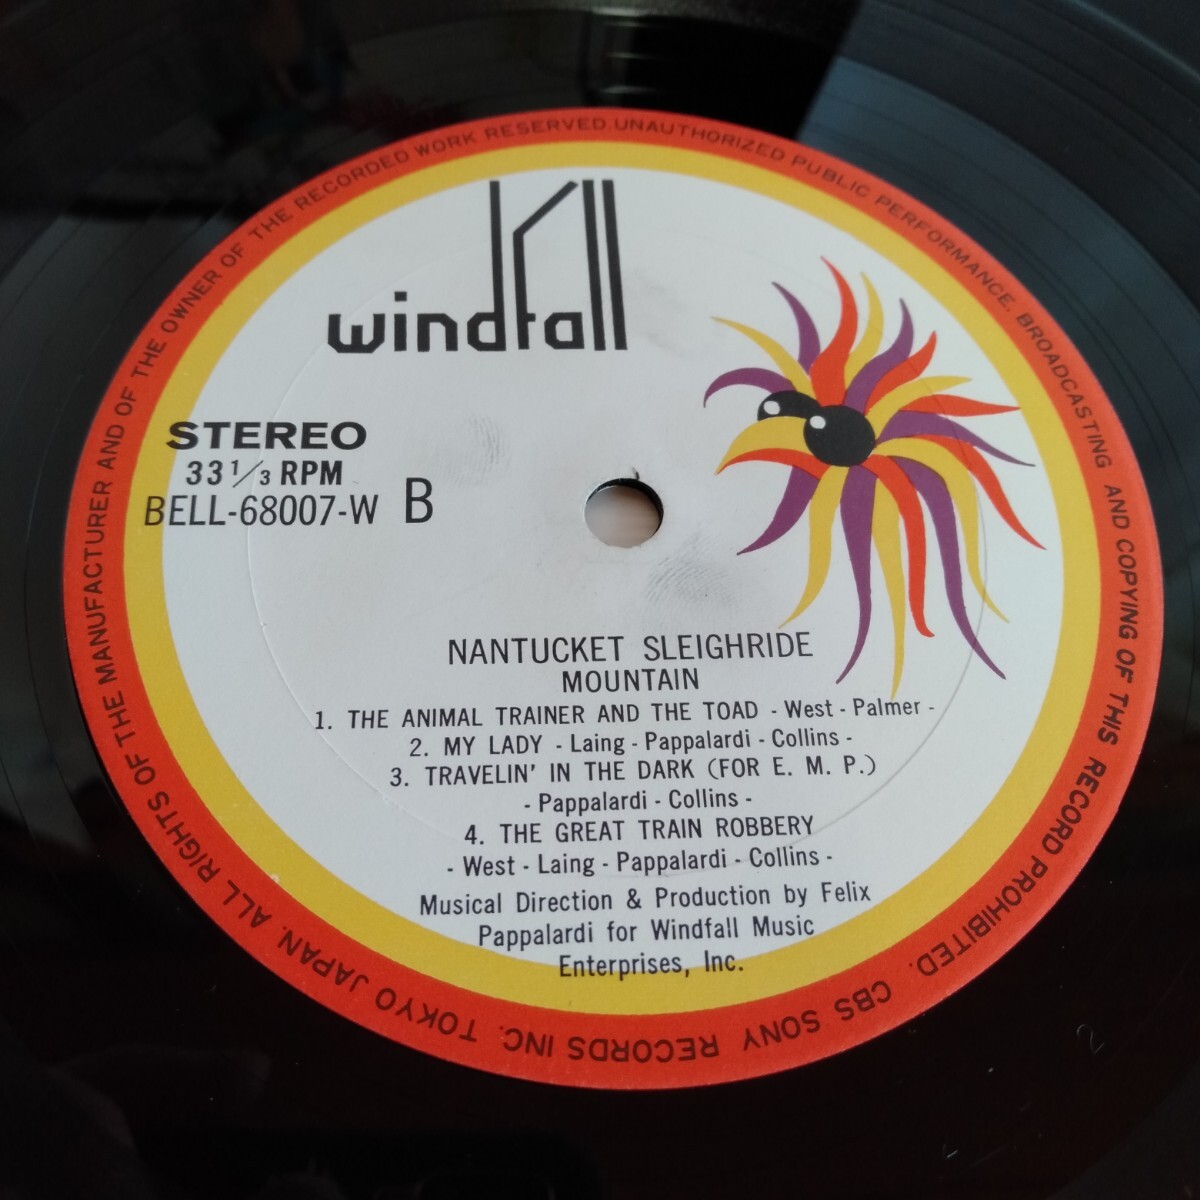 windfall
STEREO
33 1/3 RPM
BELL-68007-W B
NANTUCKET SLEIGHRIDE
MOUNTAIN
1. THE ANIMAL TRAINER AND THE TOAD - West - Palmer -
2. MY LADY - Laing - Pappalardi - Collins -
3. TRAVELIN' IN THE DARK (FOR E. M. P.)
- Pappalardi - Collins -
4. THE GREAT TRAIN ROBBERY
- West - Laing - Pappalardi - Collins -
Musical Direction & Production by Felix
Pappalardi for Windfall Music
Enterprises, Inc.
ALL RIGHTS OF THE MANUFACTURER AND OF THE OWNER OF THE RECORDED WORK RESERVED. UNAUTHORIZED PUBLIC PERFORMANCE, BROADCASTING AND COPYING OF THIS RECORD PROHIBITED. CBS SONY RECORDS INC. TOKYO JAPAN.
2